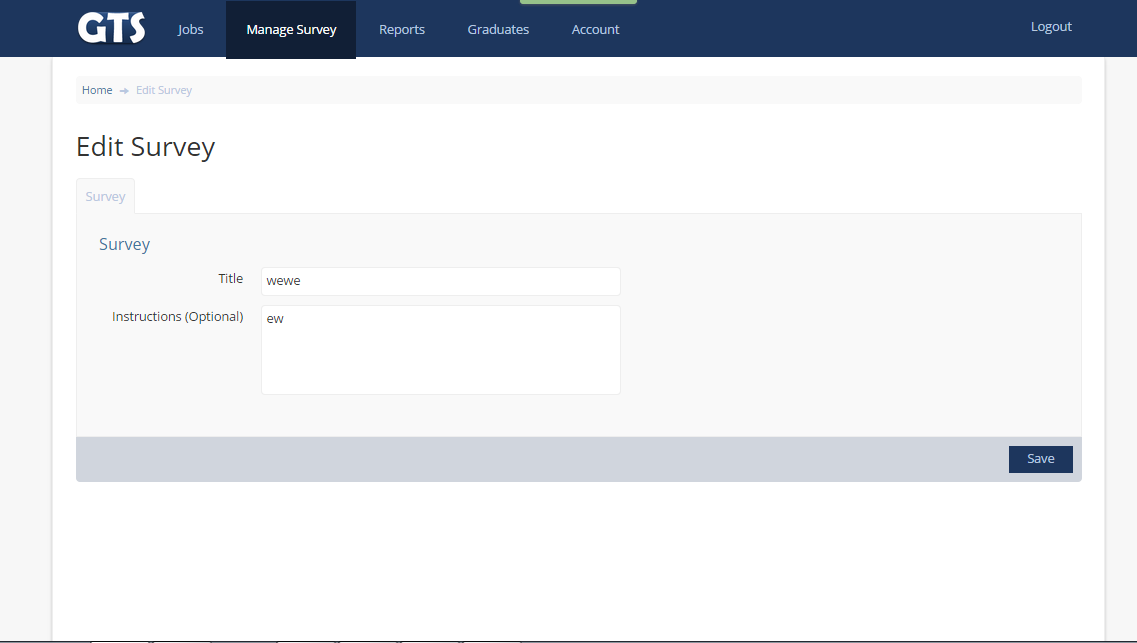 GTS Jobs Manage Survey Reports Graduates Account Logout
Home Edit Survey
Edit Survey
Survey
Survey
Title wewe
Instructions (Optional) ew
Save